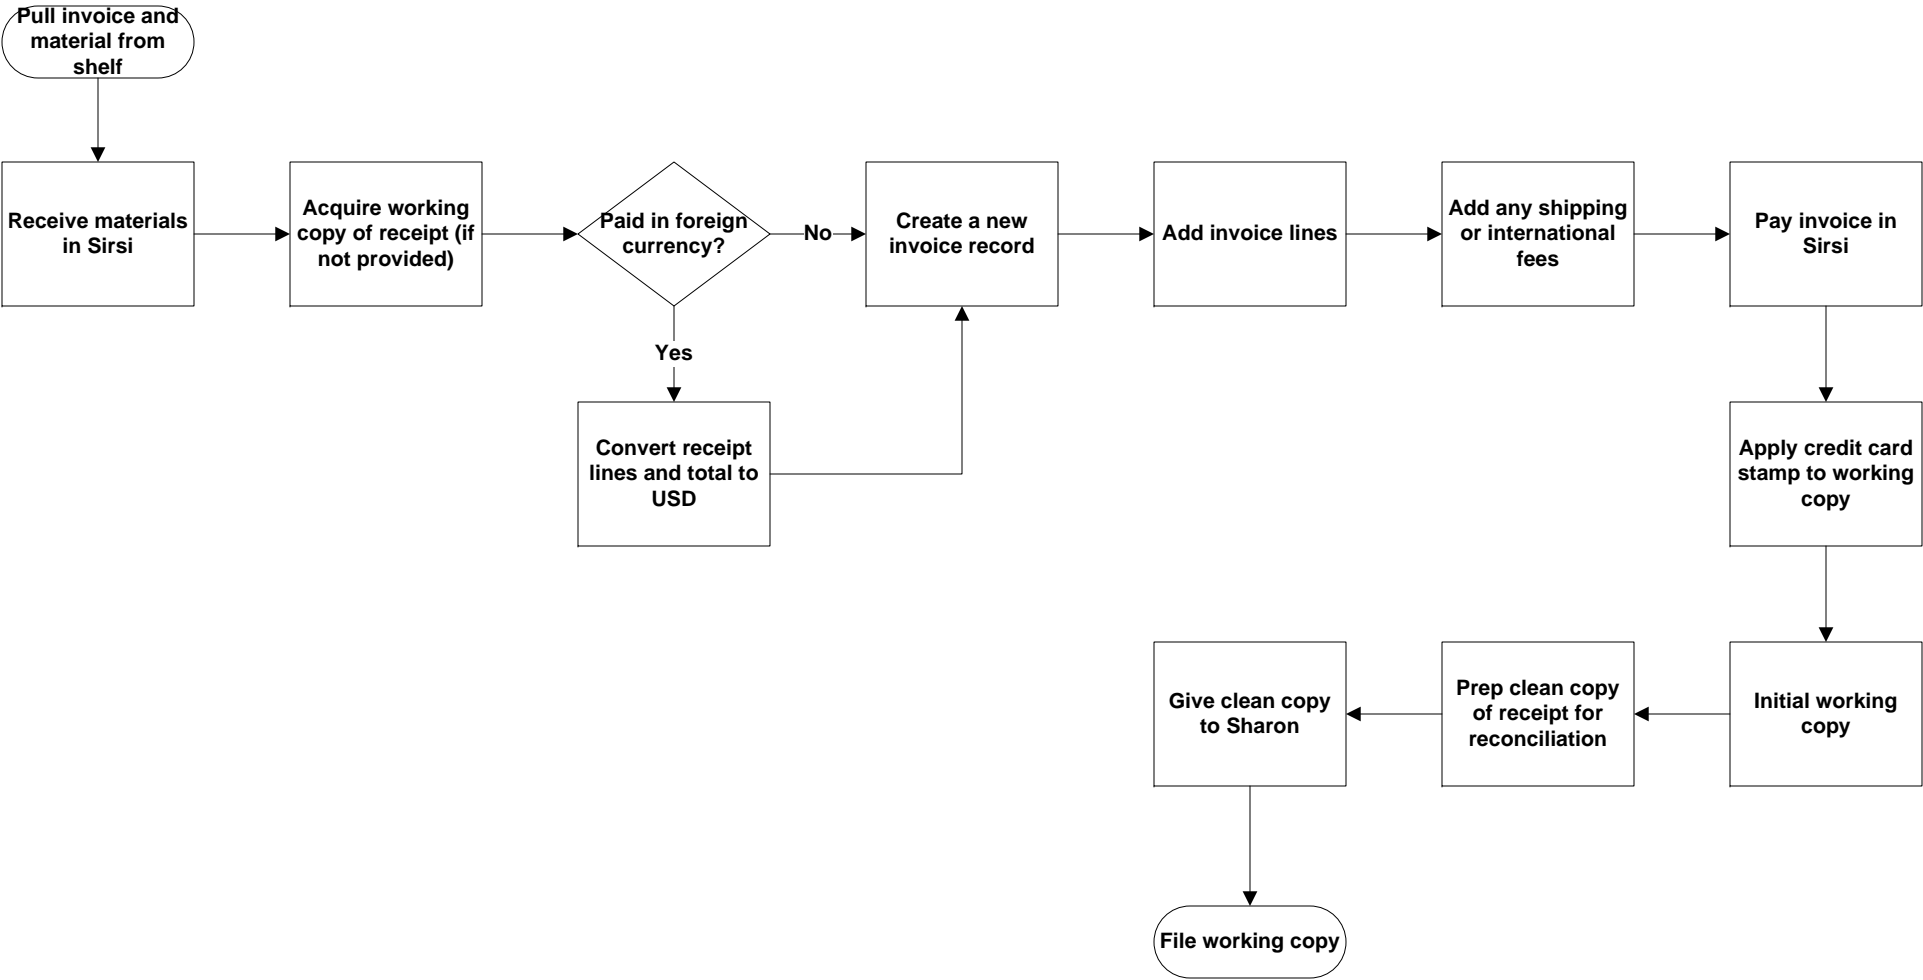 Pull invoice and
material from
shelf
Receive materials
in Sirsi
Acquire working
copy of receipt (if
not provided)
Paid in foreign
currency?
No
Create a new
invoice record
Add invoice lines
Add any shipping
or international
fees
Pay invoice in
Sirsi
Yes
Convert receipt
lines and total to
USD
Apply credit card
stamp to working
copy
Initial working
copy
Prep clean copy
of receipt for
reconciliation
Give clean copy
to Sharon
File working copy